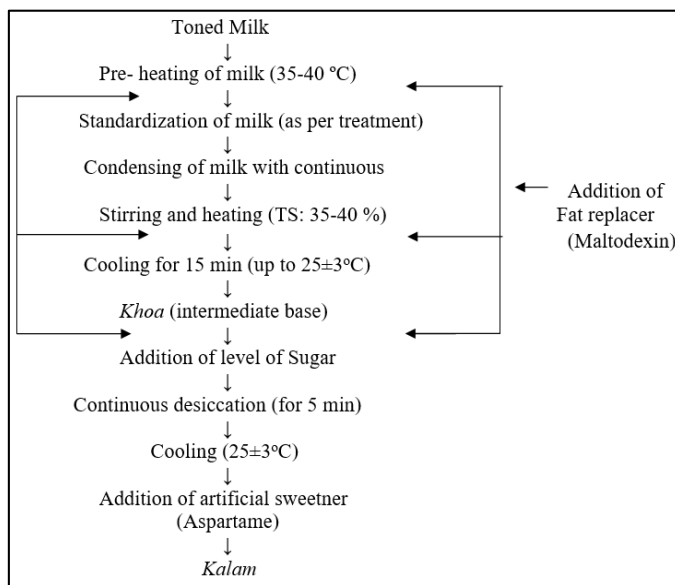 Toned Milk
↓
Pre- heating of milk (35-40 ºC)
↓
Standardization of milk (as per treatment)
↓
Condensing of milk with continuous
↓
Stirring and heating (TS: 35-40 %)
↓
Cooling for 15 min (up to 25±3ºC)
↓
Khoa (intermediate base)
↓
Addition of level of Sugar
↓
Continuous desiccation (for 5 min)
↓
Cooling (25±3ºC)
↓
Addition of artificial sweetner
(Aspartame)
↓
Kalam
Addition of
Fat replacer
(Maltodexin)